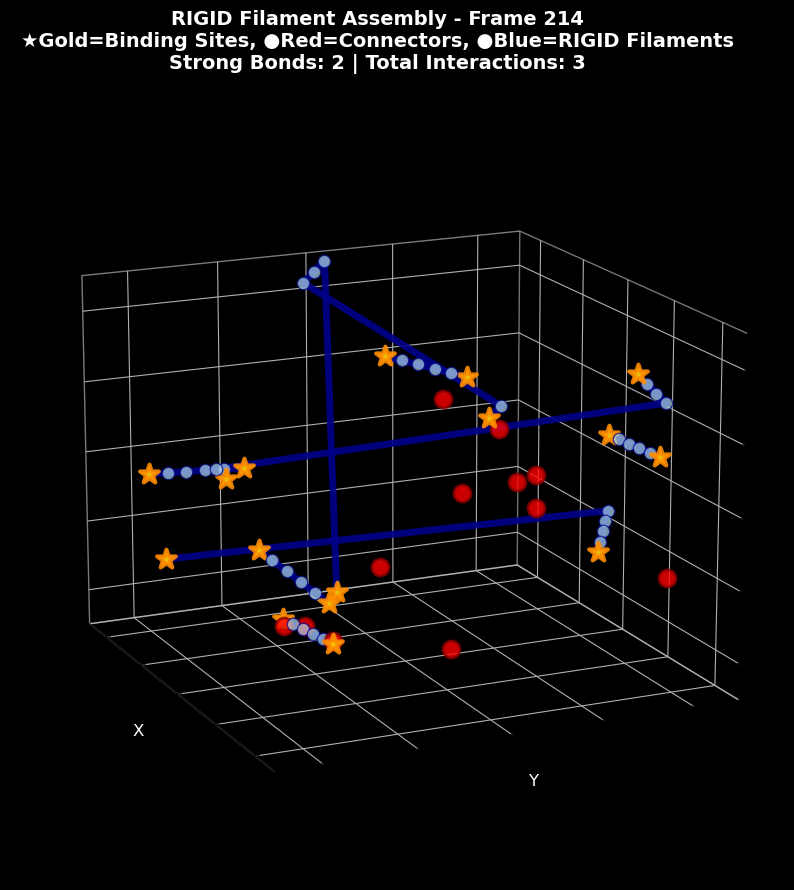 RIGID Filament Assembly - Frame 214
★Gold=Binding Sites, ●Red=Connectors, ●Blue=RIGID Filaments
Strong Bonds: 2 | Total Interactions: 3
X
Y